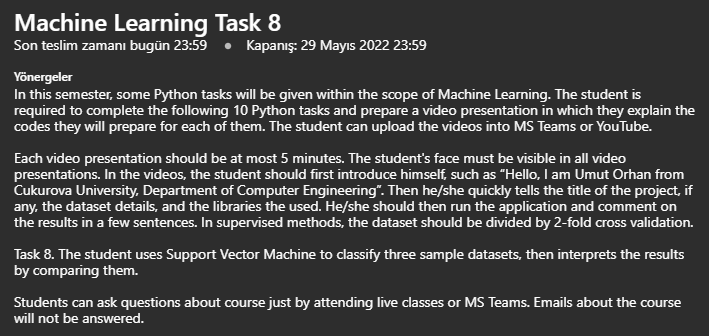 Machine Learning Task 8
Son teslim zamanı bugün 23:59 • Kapanış: 29 Mayıs 2022 23:59
Yönergeler
In this semester, some Python tasks will be given within the scope of Machine Learning. The student is
required to complete the following 10 Python tasks and prepare a video presentation in which they explain the
codes they will prepare for each of them. The student can upload the videos into MS Teams or YouTube.
Each video presentation should be at most 5 minutes. The student's face must be visible in all video
presentations. In the videos, the student should first introduce himself, such as “Hello, I am Umut Orhan from
Cukurova University, Department of Computer Engineering”. Then he/she quickly tells the title of the project, if
any, the dataset details, and the libraries the used. He/she should then run the application and comment on
the results in a few sentences. In supervised methods, the dataset should be divided by 2-fold cross validation.
Task 8. The student uses Support Vector Machine to classify three sample datasets, then interprets the results
by comparing them.
Students can ask questions about course just by attending live classes or MS Teams. Emails about the course
will not be answered.